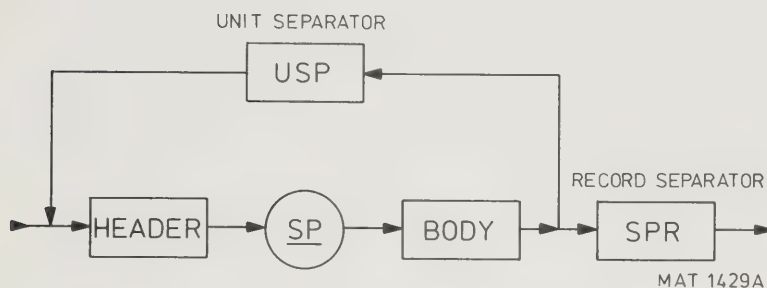 UNIT SEPARATOR
USP
RECORD SEPARATOR
HEADER
SP
BODY
SPR
MAT 1429A